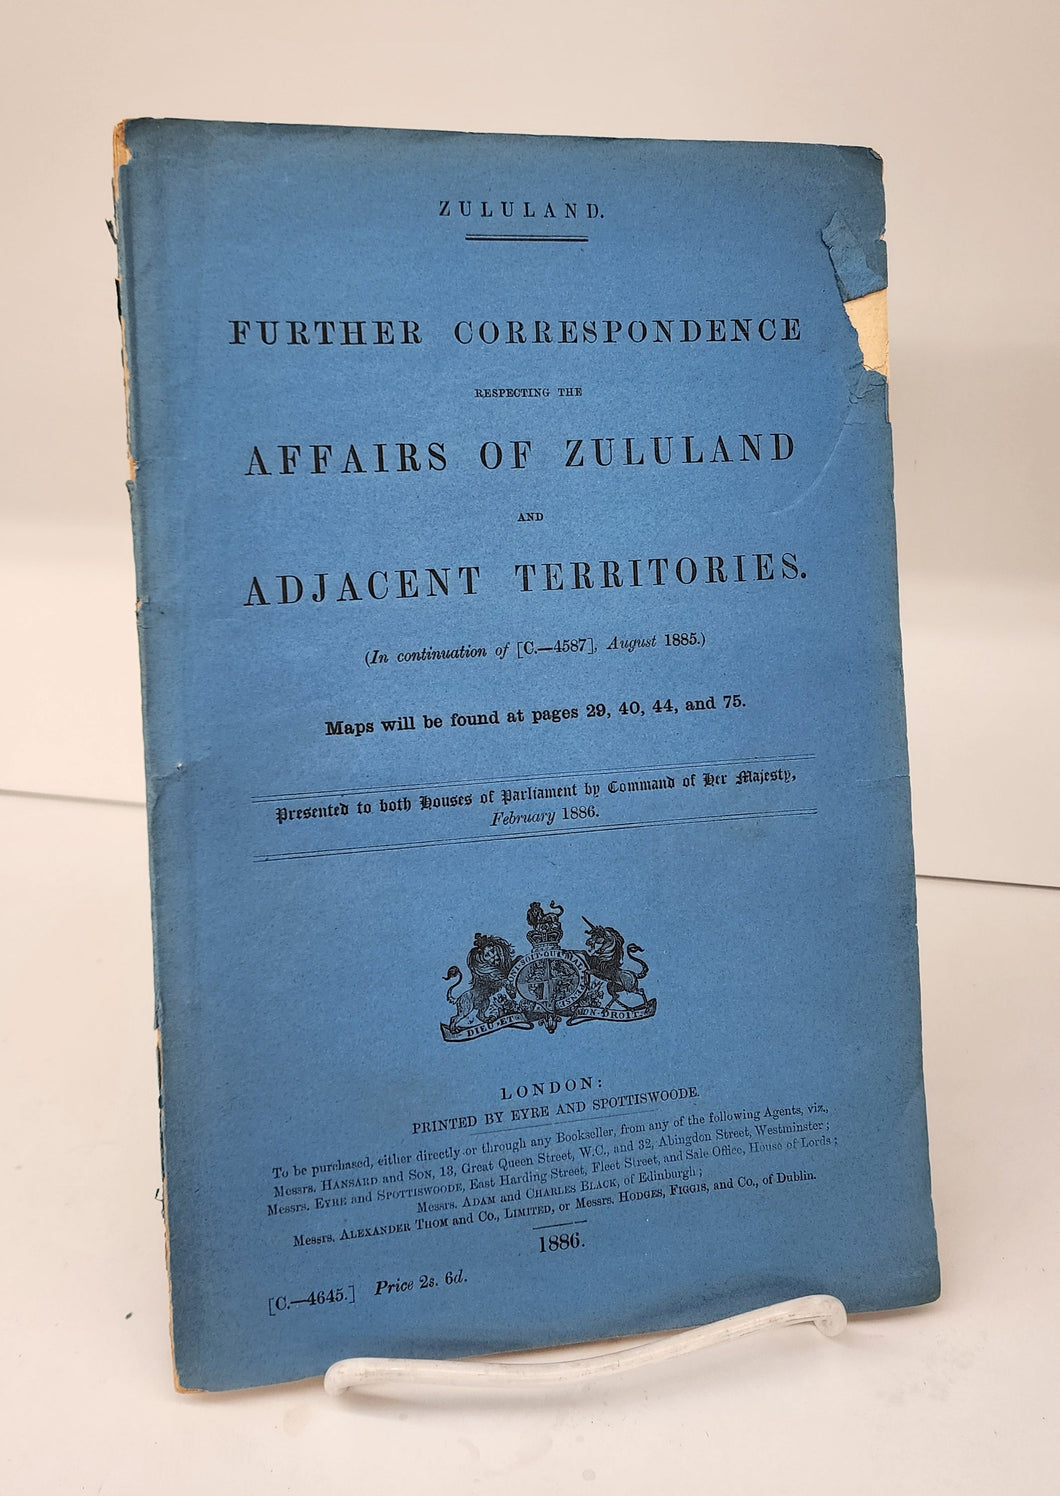 ZULULAND.
FURTHER CORRESPONDENCE
RESPECTING THE
AFFAIRS OF ZULULAND
AND
ADJACENT TERRITORIES.
(In continuation of [C.—4587], August 1885.)
Maps will be found at pages 29, 40, 44, and 75.
Presented to both Houses of Parliament by Command of Her Majesty,
February 1886.
DIEU·ET MON·DROIT.
LONDON:
PRINTED BY EYRE AND SPOTTISWOODE.
To be purchased, either directly or through any Bookseller, from any of the following Agents, viz.,
Messrs. HANSARD and SON, 13, Great Queen Street, W.C., and 32, Abingdon Street, Westminster;
Messrs. EYRE and SPOTTISWOODE, East Harding Street, Fleet Street, and Sale Office, House of Lords;
Messrs. ADAM and CHARLES BLACK, of Edinburgh;
Messrs. ALEXANDER THOM and Co., LIMITED, or Messrs. HODGES, FIGGIS, and Co., of Dublin.
1886.
[C.—4645.] Price 2s. 6d.